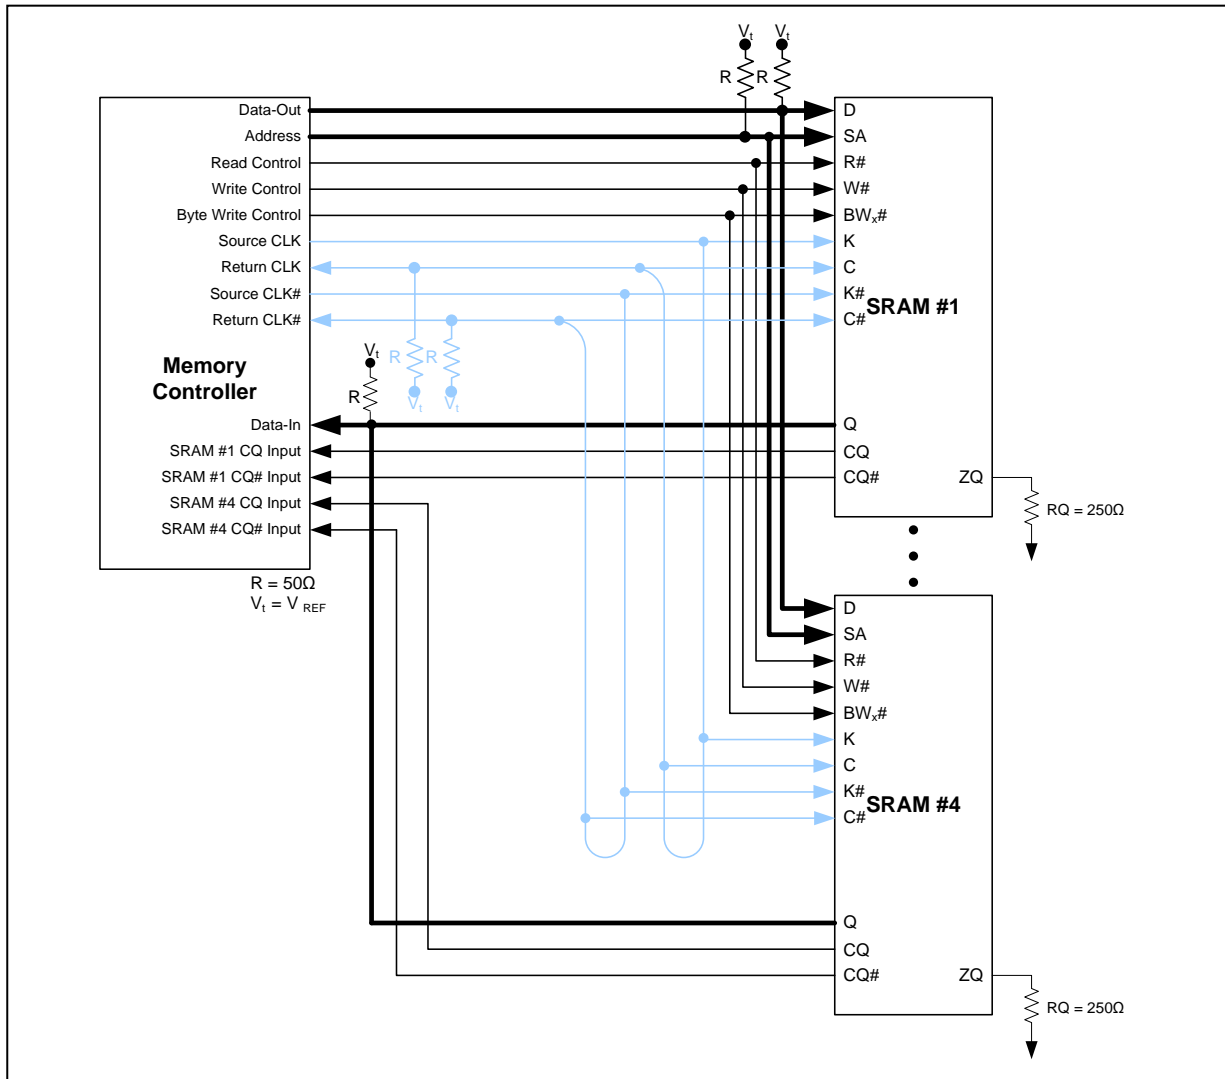 Vt
Vt
R
R
Data-Out
Address
Read Control
Write Control
Byte Write Control
Source CLK
Return CLK
Source CLK#
Return CLK#
Memory
Controller
Data-In
SRAM #1 CQ Input
SRAM #1 CQ# Input
SRAM #4 CQ Input
SRAM #4 CQ# Input
R = 50Ω
Vt = V REF
Vt
R
R
R
Vt
Vt
D
SA
R#
W#
BWx#
K
C
K#
C#
SRAM #1
Q
CQ
CQ#
ZQ
RQ = 250Ω
D
SA
R#
W#
BWx#
K
C
K#
C#
SRAM #4
Q
CQ
CQ#
ZQ
RQ = 250Ω